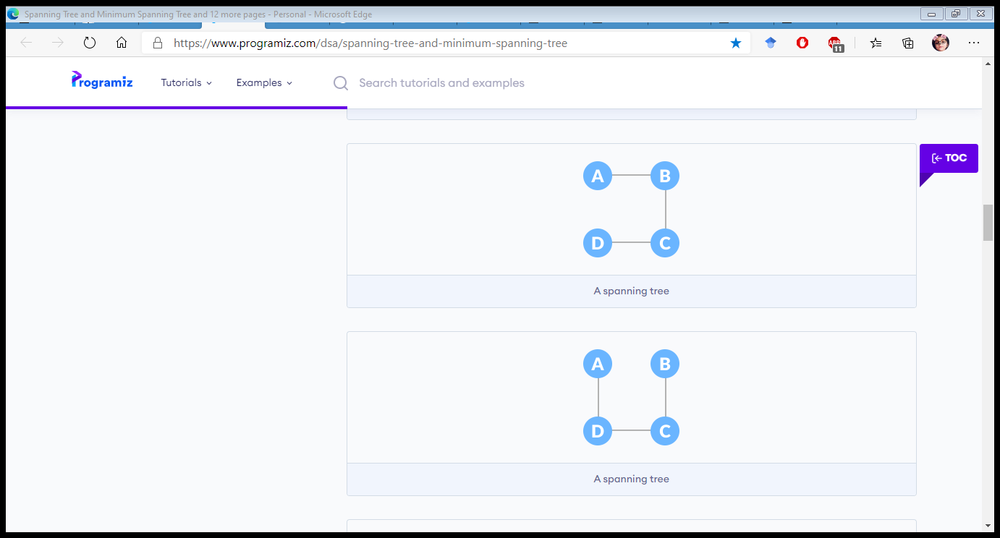 Spanning Tree and Minimum Spanning Tree and 12 more pages - Personal - Microsoft Edge
https://www.programiz.com/dsa/spanning-tree-and-minimum-spanning-tree
11
Programiz
Tutorials
Examples
Search tutorials and examples
TOC
A B
D C
A spanning tree
A B
D C
A spanning tree